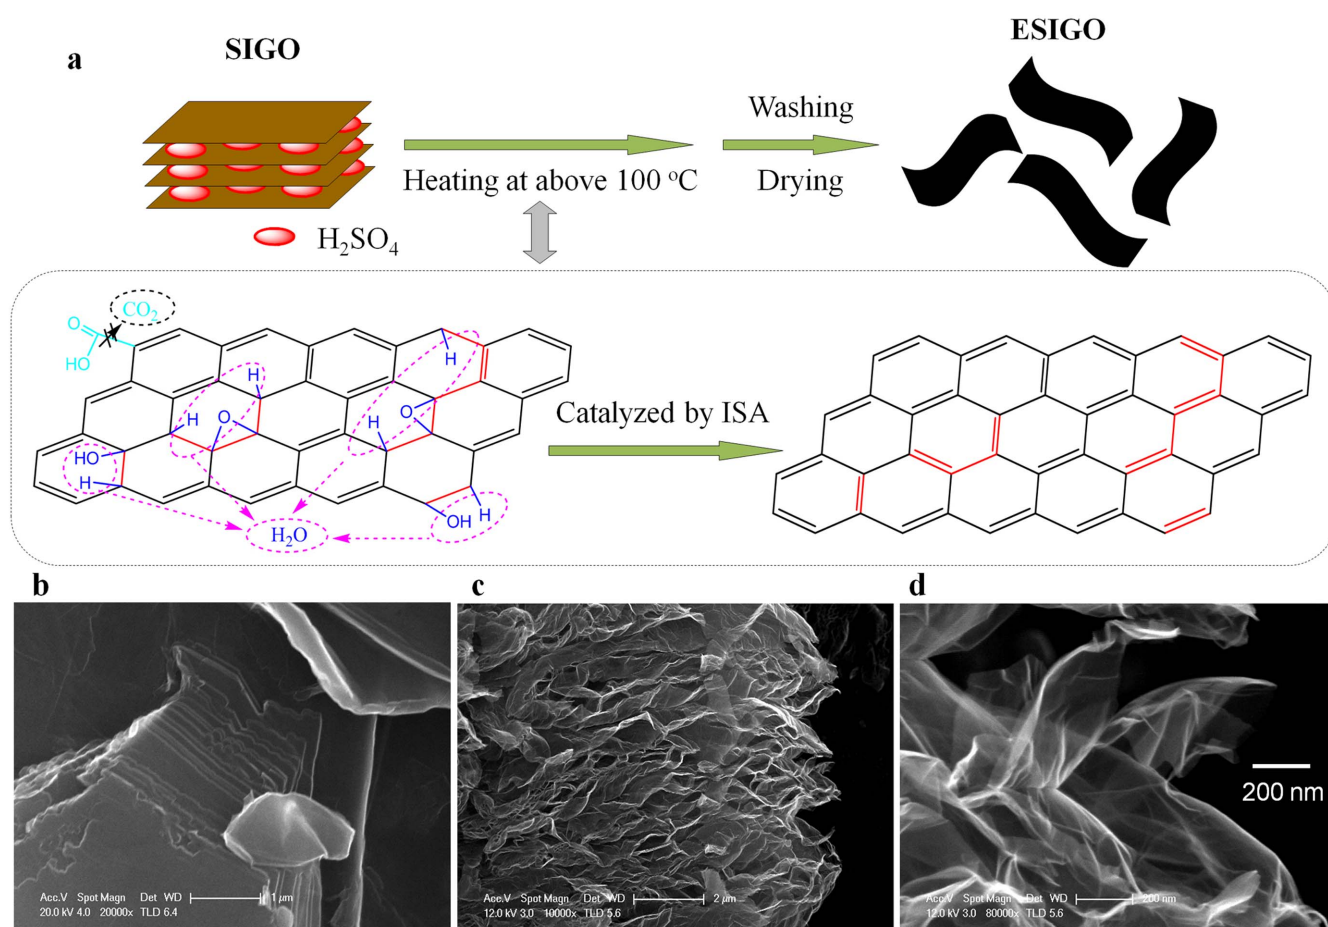 a
SIGO
ESIGO
Washing
Heating at above 100 °C
Drying
H₂SO₄
CO₂
O
HO
H
H
H
O
H
O
H
HO
H
OH
H
H₂O
Catalyzed by ISA
b
c
d
200 nm
Acc.V Spot Magn Det WD 1 µm
20.0 kV 4.0 20000x TLD 6.4
Acc.V Spot Magn Det WD 2 µm
12.0 kV 3.0 10000x TLD 5.6
Acc.V Spot Magn Det WD 200 nm
12.0 kV 3.0 80000x TLD 5.6